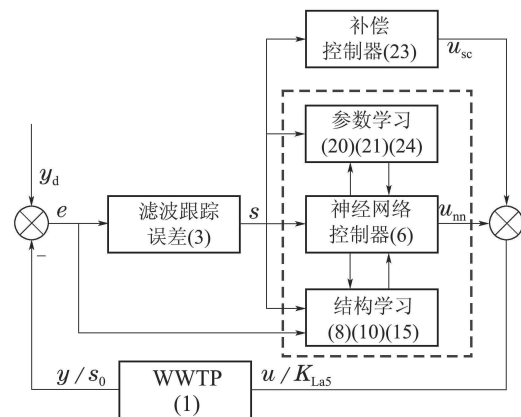 补偿
控制器(23)
u_sc
参数学习
(20)(21)(24)
y_d
e
滤波跟踪
误差(3)
s
神经网络
控制器(6)
u_nn
−
结构学习
(8)(10)(15)
y / s_0
WWTP
(1)
u / K_La5